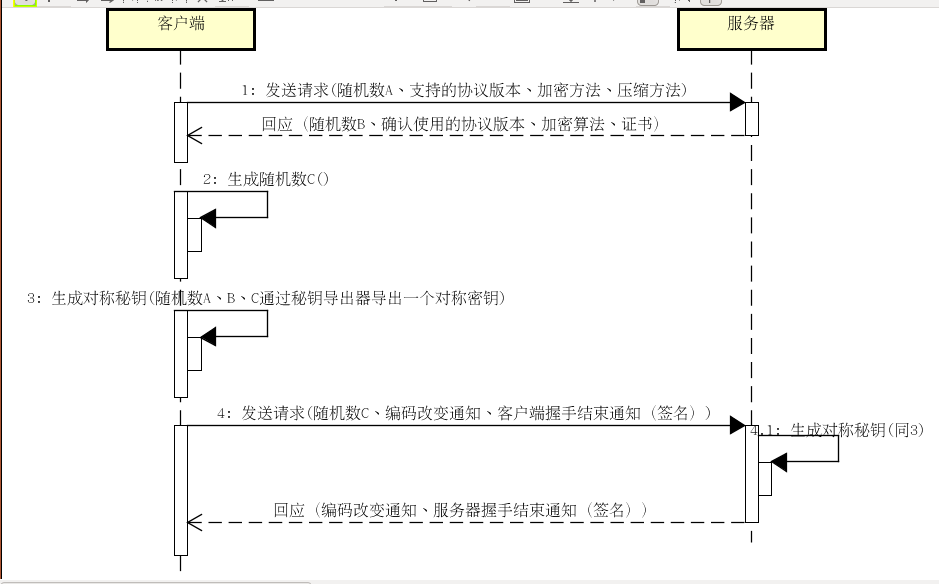 客户端
服务器
1: 发送请求(随机数A、支持的协议版本、加密方法、压缩方法)
回应（随机数B、确认使用的协议版本、加密算法、证书）
2: 生成随机数C()
3: 生成对称秘钥(随机数A、B、C通过秘钥导出器导出一个对称密钥)
4: 发送请求(随机数C、编码改变通知、客户端握手结束通知（签名）)
4.1: 生成对称秘钥(同3)
回应（编码改变通知、服务器握手结束通知（签名））